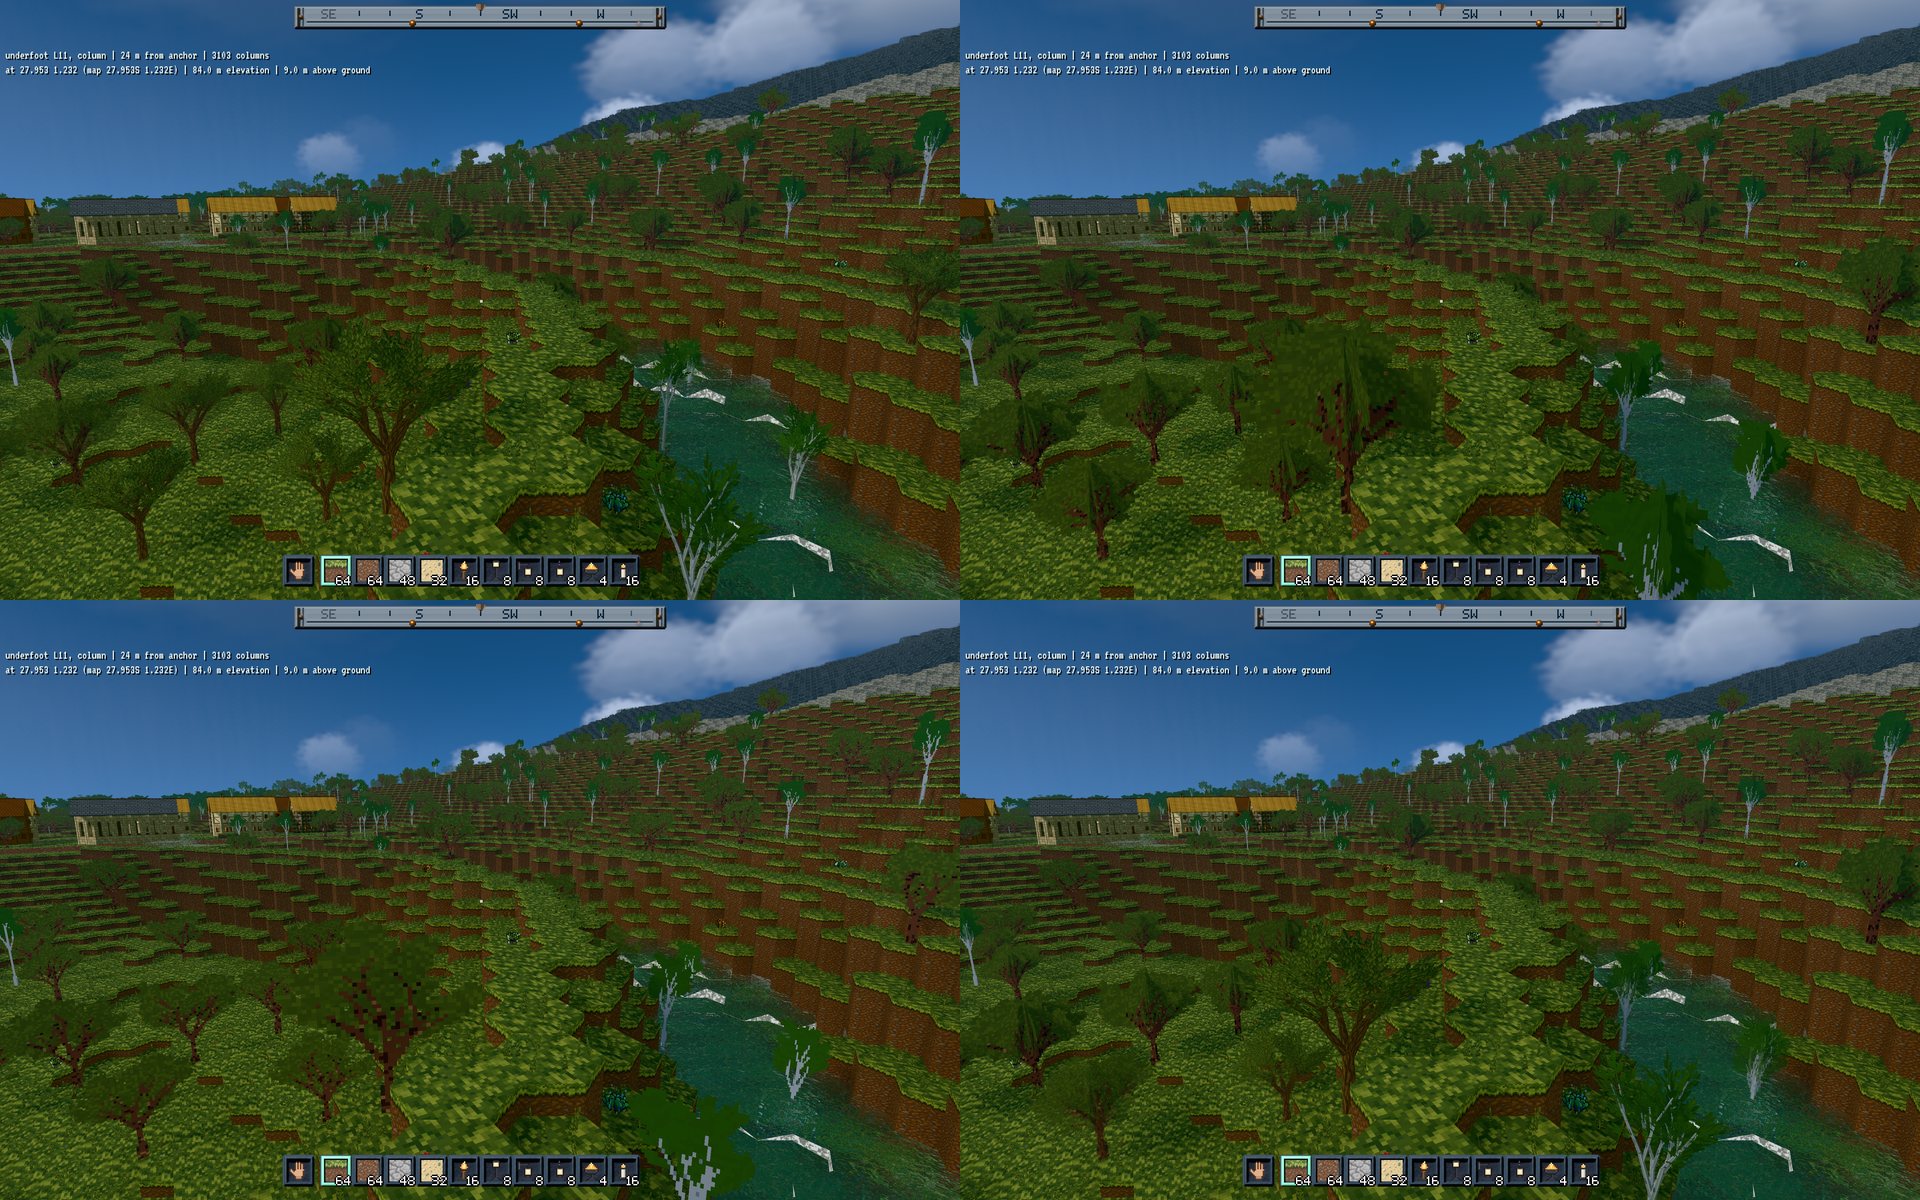 SE S SW W
underfoot L11, column | 24 m from anchor | 3103 columns
at 27.953 1.232 (map 27.953S 1.232E) | 84.0 m elevation | 9.0 m above ground
64 64 48 32 16 8 8 8 4 16
SE S SW W
underfoot L11, column | 24 m from anchor | 3103 columns
at 27.953 1.232 (map 27.953S 1.232E) | 84.0 m elevation | 9.0 m above ground
64 64 48 32 16 8 8 8 4 16
SE S SW W
underfoot L11, column | 24 m from anchor | 3103 columns
at 27.953 1.232 (map 27.953S 1.232E) | 84.0 m elevation | 9.0 m above ground
64 64 48 32 16 8 8 8 4 16
SE S SW W
underfoot L11, column | 24 m from anchor | 3103 columns
at 27.953 1.232 (map 27.953S 1.232E) | 84.0 m elevation | 9.0 m above ground
64 64 48 32 16 8 8 8 4 16